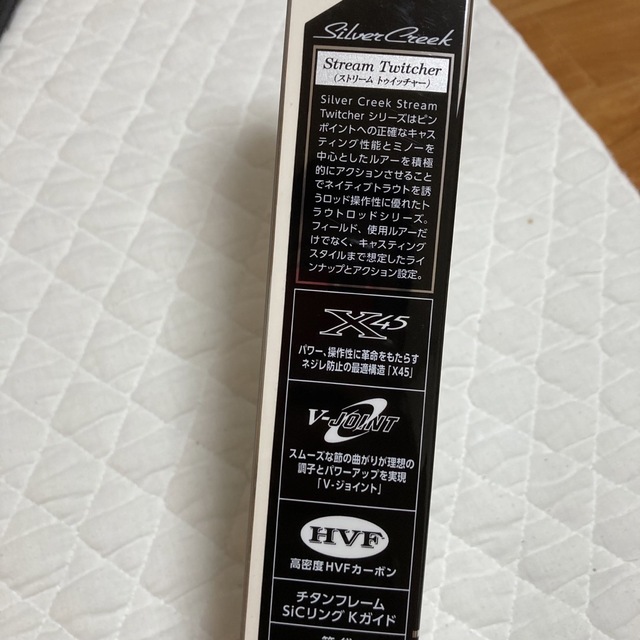 Silver Creek
Stream Twitcher
(ストリーム トゥイッチャー)
Silver Creek Stream
Twitcher シリーズはピン
ポイントへの正確なキャス
ティング性能とミノーを
中心としたルアーを積極
的にアクションさせること
でネイティブトラウトを誘
うロッド操作性に優れたト
ラウトロッドシリーズ。
フィールド、使用ルアーだ
けでなく、キャスティング
スタイルまで想定したライ
ンナップとアクション設定。
X45
パワー、操作性に革命をもたらす
ネジレ防止の最適構造「X45」
V-JOINT
スムーズな節の曲がりが理想の
調子とパワーアップを実現
「V-ジョイント」
HVF
高密度HVFカーボン
チタンフレーム
SiCリング Kガイド